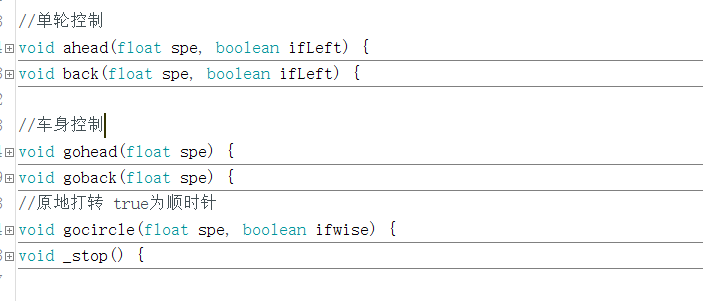 //单轮控制
void ahead(float spe, boolean ifLeft) {
void back(float spe, boolean ifLeft) {
//车身控制
void gohead(float spe) {
void goback(float spe) {
//原地打转 true为顺时针
void gocircle(float spe, boolean ifwise) {
void _stop() {